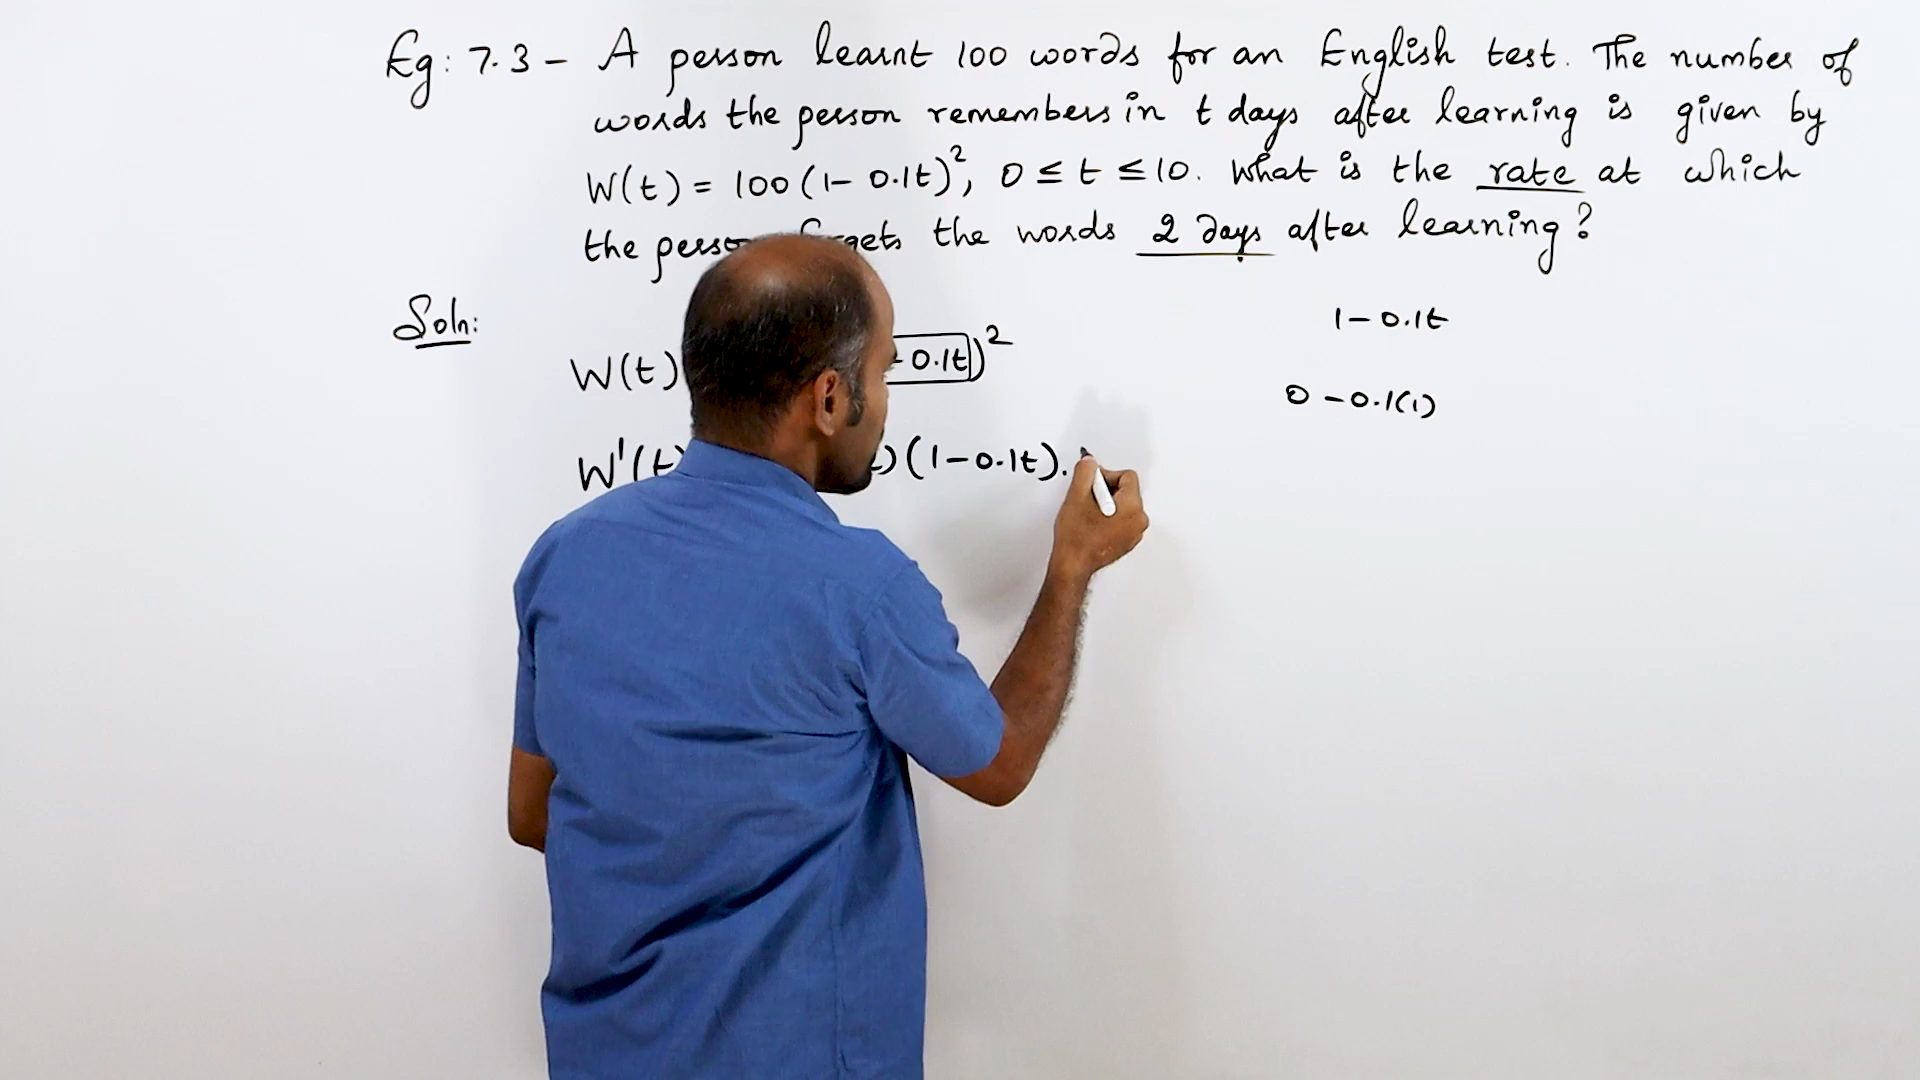 Eg: 7.3 - A person learnt 100 words for an English test. The number of
words the person remembers in t days after learning is given by
W(t) = 100(1 - 0.1t)², 0 ≤ t ≤ 10. What is the rate at which
the the words 2 days after learning?
Soln:
1 - 0.1t
W(t) - 0.1t)²
0 - 0.1(1)
W'(t ) (1 - 0.1t).